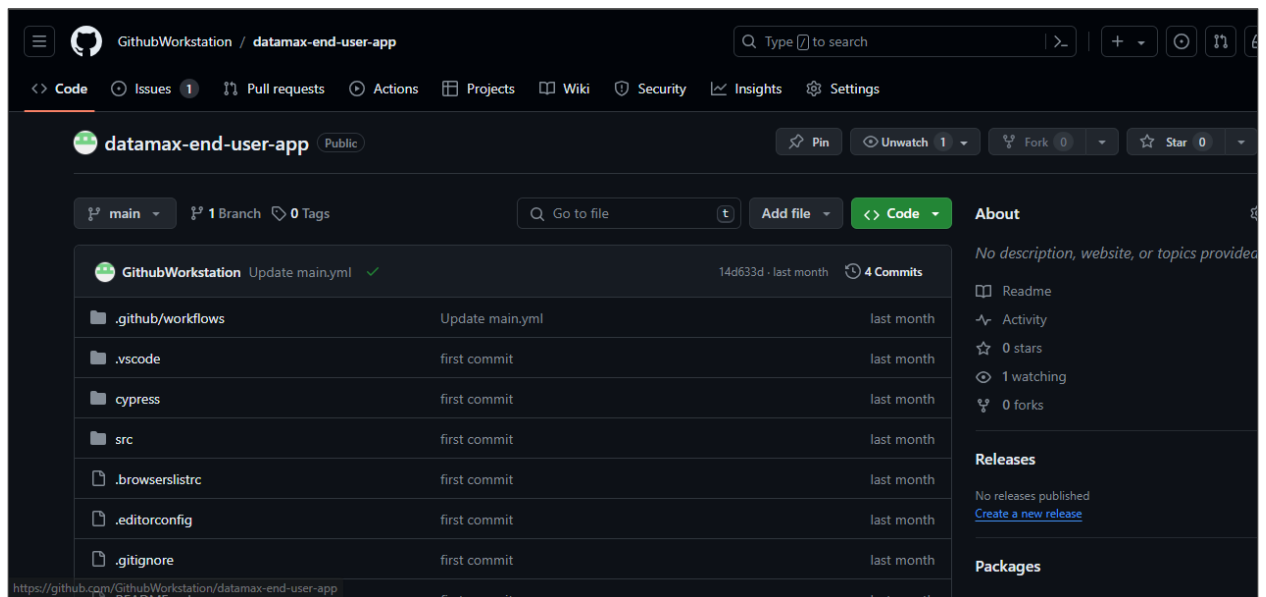 GithubWorkstation / datamax-end-user-app
Type / to search
Code Issues 1 Pull requests Actions Projects Wiki Security Insights Settings
datamax-end-user-app Public
Pin Unwatch 1 Fork 0 Star 0
main 1 Branch 0 Tags
Go to file t Add file Code
GithubWorkstation Update main.yml 14d633d · last month 4 Commits
.github/workflows Update main.yml last month
.vscode first commit last month
cypress first commit last month
src first commit last month
.browserslistrc first commit last month
.editorconfig first commit last month
.gitignore first commit last month
https://github.com/GithubWorkstation/datamax-end-user-app
About
No description, website, or topics provided
Readme
Activity
0 stars
1 watching
0 forks
Releases
No releases published
Create a new release
Packages